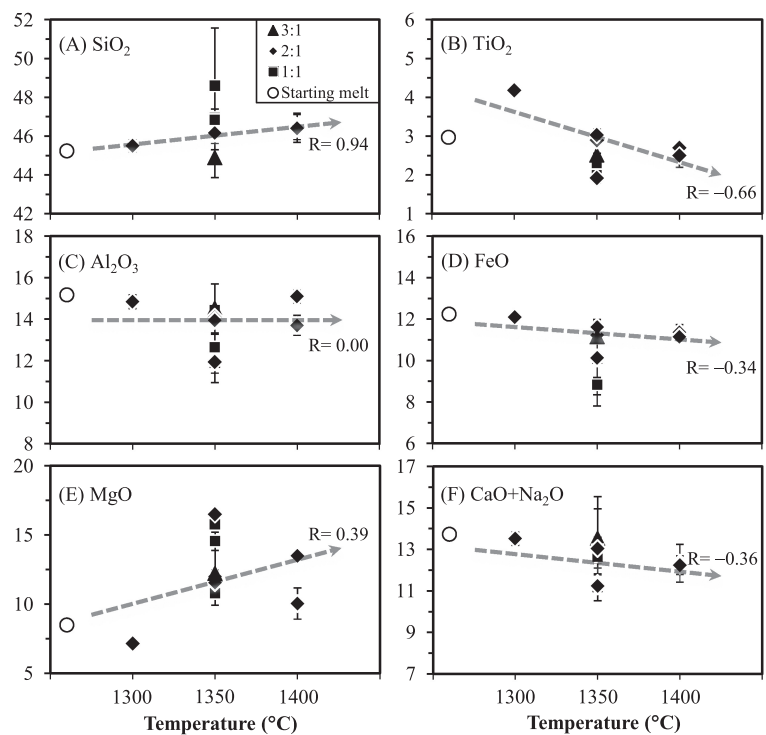 (A) SiO₂
3:1
2:1
1:1
Starting melt
R= 0.94
52
50
48
46
44
42
(B) TiO₂
R= −0.66
6
5
4
3
2
1
(C) Al₂O₃
R= 0.00
18
16
14
12
10
8
(D) FeO
R= −0.34
16
14
12
10
8
6
(E) MgO
R= 0.39
20
15
10
5
1300 1350 1400
Temperature (°C)
(F) CaO+Na₂O
R= −0.36
17
15
13
11
9
7
1300 1350 1400
Temperature (°C)